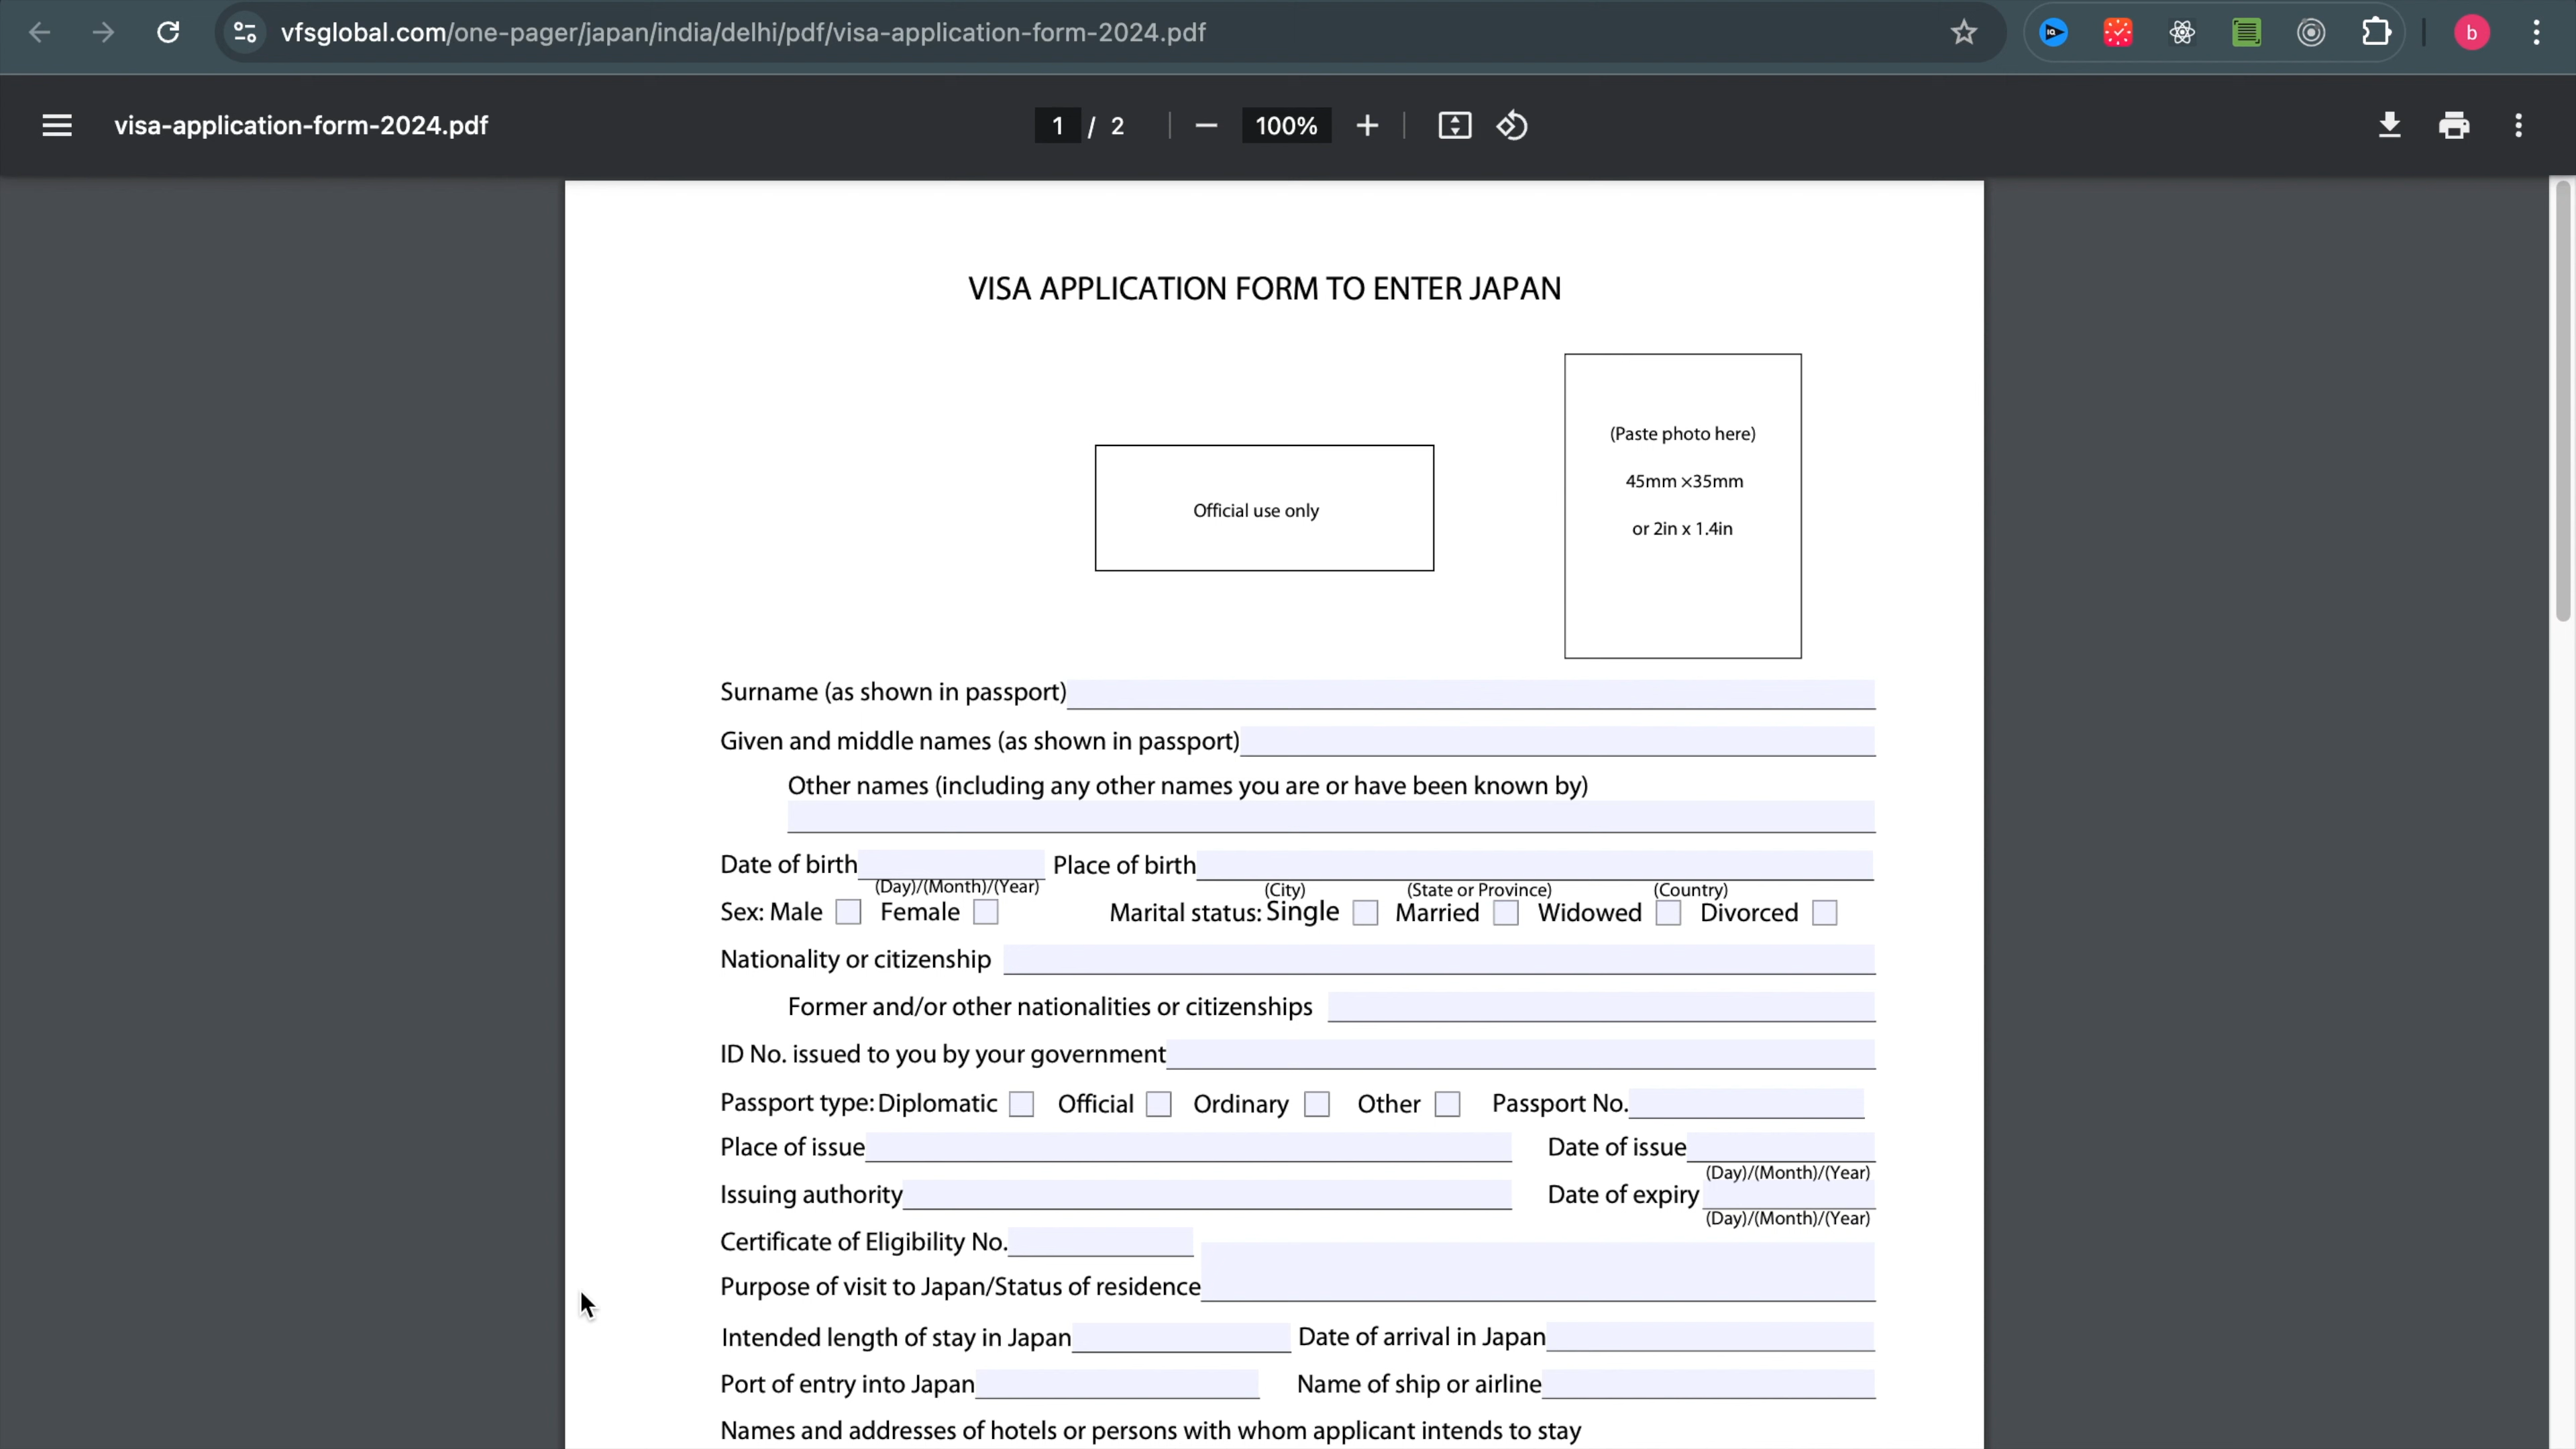 vfsglobal.com/one-pager/japan/india/delhi/pdf/visa-application-form-2024.pdf
b
visa-application-form-2024.pdf
1 / 2
100%
VISA APPLICATION FORM TO ENTER JAPAN
(Paste photo here)
45mm ×35mm
or 2in x 1.4in
Official use only
Surname (as shown in passport)
Given and middle names (as shown in passport)
Other names (including any other names you are or have been known by)
Date of birth Place of birth
(Day)/(Month)/(Year) (City) (State or Province) (Country)
Sex: Male Female Marital status: Single Married Widowed Divorced
Nationality or citizenship
Former and/or other nationalities or citizenships
ID No. issued to you by your government
Passport type: Diplomatic Official Ordinary Other Passport No.
Place of issue Date of issue
(Day)/(Month)/(Year)
Issuing authority Date of expiry
(Day)/(Month)/(Year)
Certificate of Eligibility No.
Purpose of visit to Japan/Status of residence
Intended length of stay in Japan Date of arrival in Japan
Port of entry into Japan Name of ship or airline
Names and addresses of hotels or persons with whom applicant intends to stay